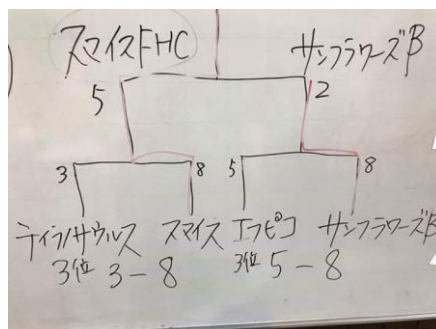 スマイスFHC サンフラワーズβ
5 2
3 8 5 8
ティラノサウルス スマイス エフピコ サンフラワーズβ
3位 3-8 3位 5-8